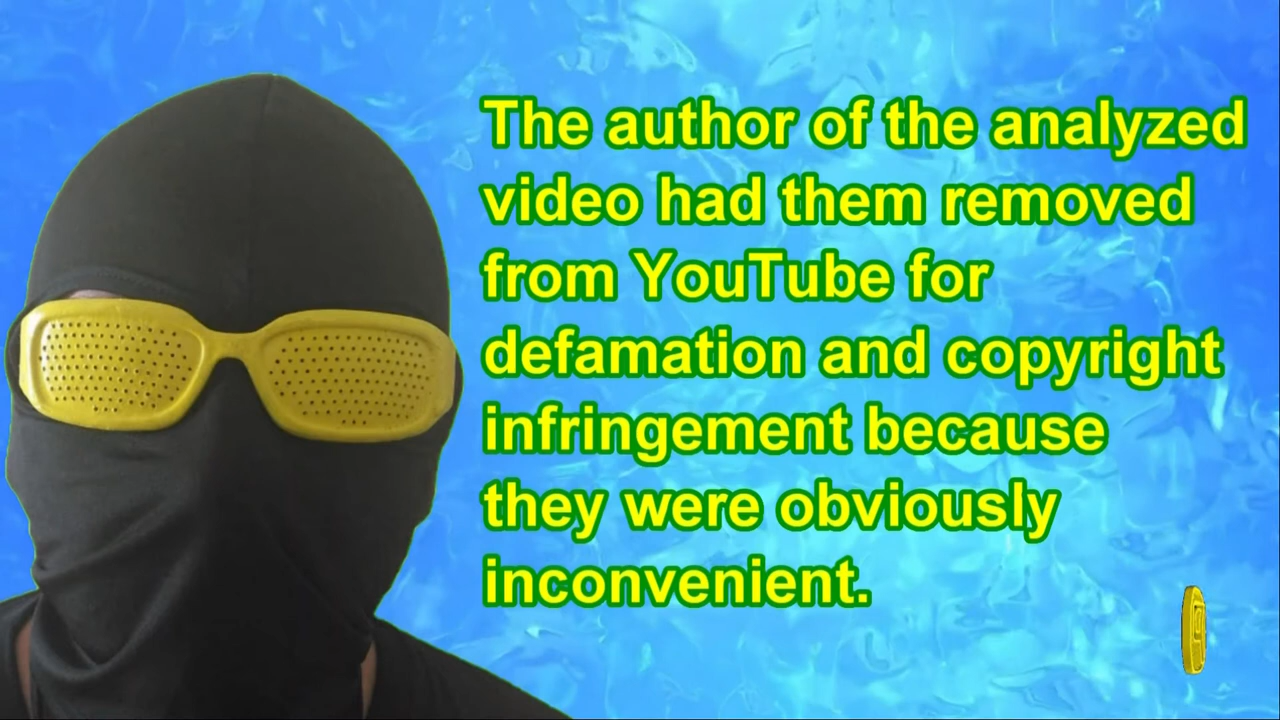 The author of the analyzed
video had them removed
from YouTube for
defamation and copyright
infringement because
they were obviously
inconvenient.